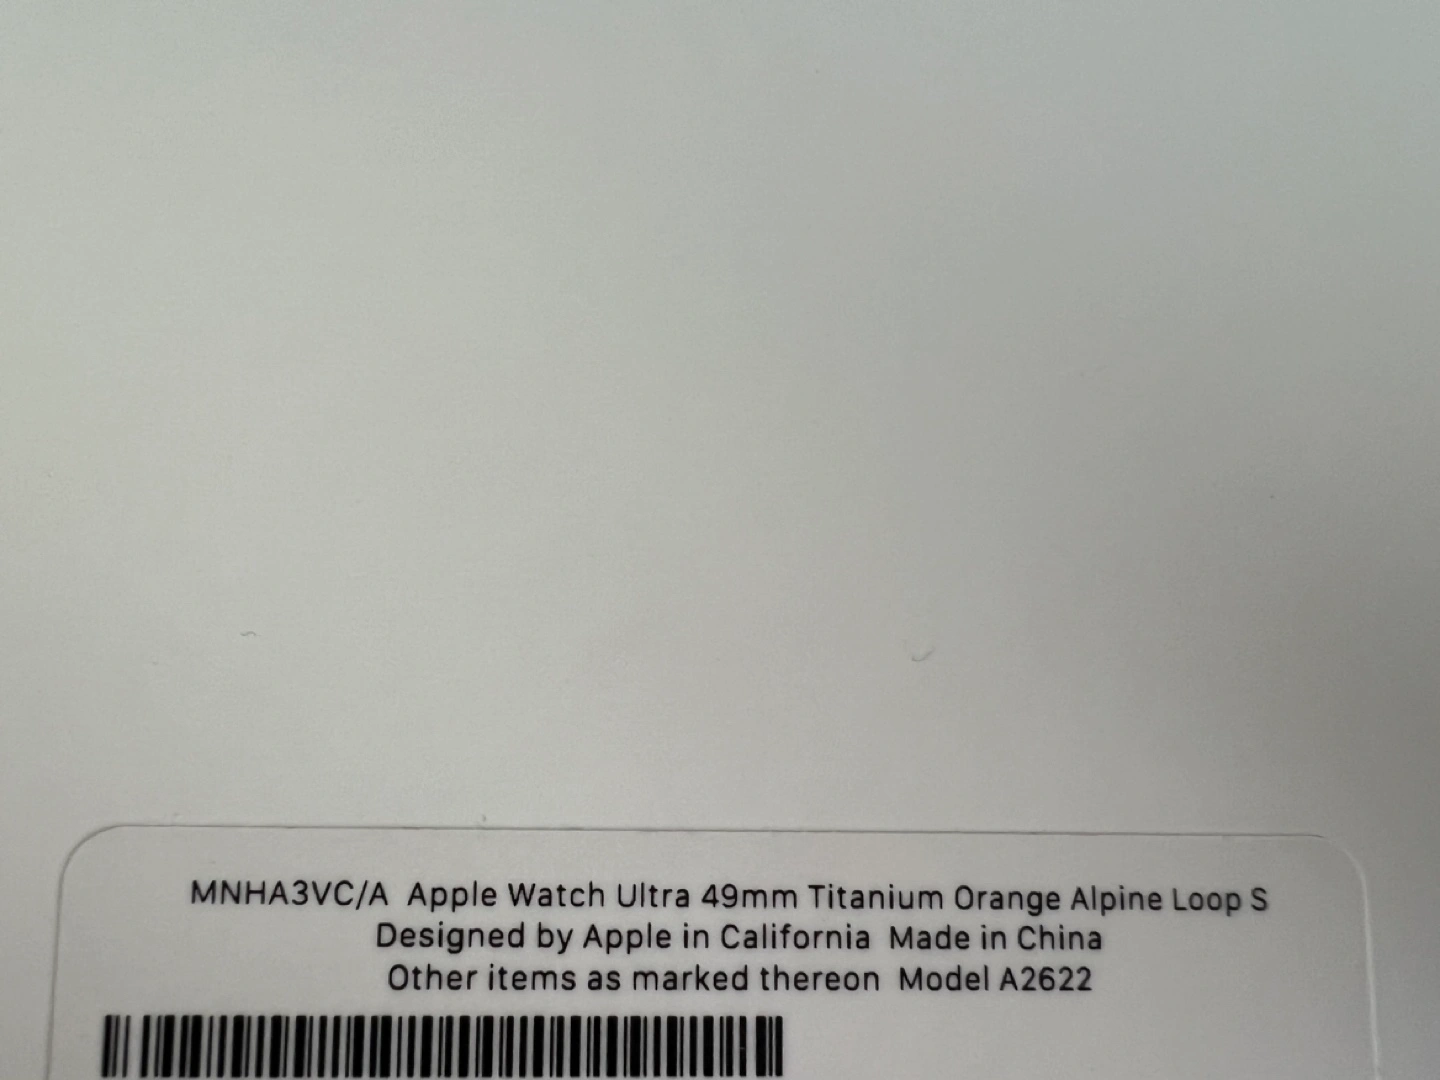 MNHA3VC/A Apple Watch Ultra 49mm Titanium Orange Alpine Loop S
Designed by Apple in California Made in China
Other items as marked thereon Model A2622